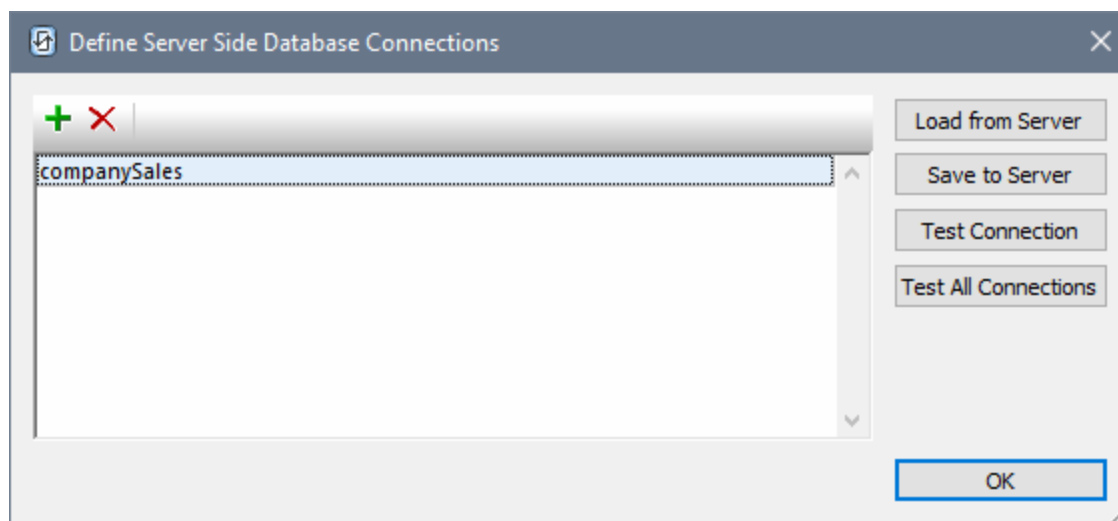 Define Server Side Database Connections
companySales
Load from Server
Save to Server
Test Connection
Test All Connections
OK